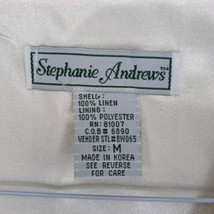 Stephanie Andrews™
SHELL:
100% LINEN
LINING:
100% POLYESTER
RN: 81007
C.O.B# 6890
VENDER STL#8W065
SIZE: M
MADE IN KOREA
SEE REVERSE
FOR CARE